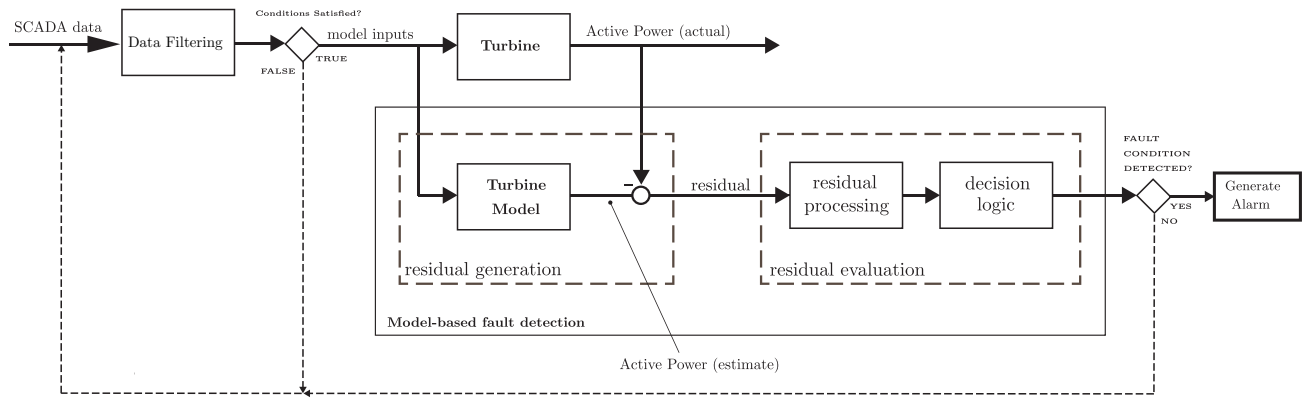 Conditions Satisfied?
SCADA data
Data Filtering
FALSE
TRUE
model inputs
Turbine
Active Power (actual)
Turbine
Model
−
residual
residual generation
residual
processing
decision
logic
residual evaluation
Model-based fault detection
Active Power (estimate)
FAULT
CONDITION
DETECTED?
YES
NO
Generate
Alarm